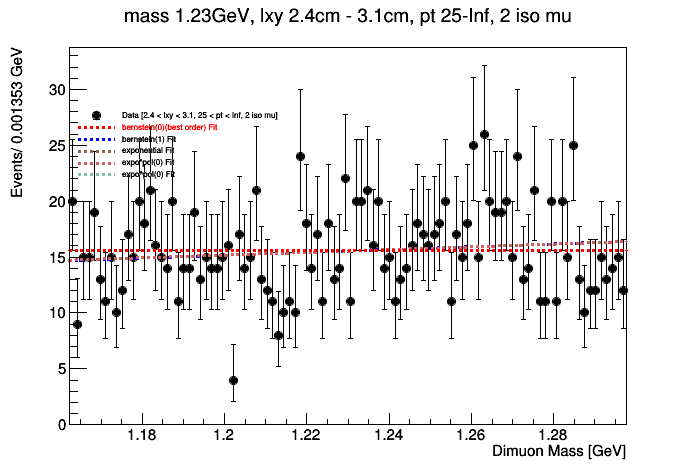 mass 1.23GeV, lxy 2.4cm - 3.1cm, pt 25-Inf, 2 iso mu
Events/ 0.001353 GeV
30
25
20
15
10
5
0
Data [2.4 < lxy < 3.1, 25 < pt < Inf, 2 iso mu]
bernstein(0)(best order) Fit
bernstein(1) Fit
exponential Fit
expo*pol(0) Fit
expo*pol(0) Fit
1.18
1.2
1.22
1.24
1.26
1.28
Dimuon Mass [GeV]